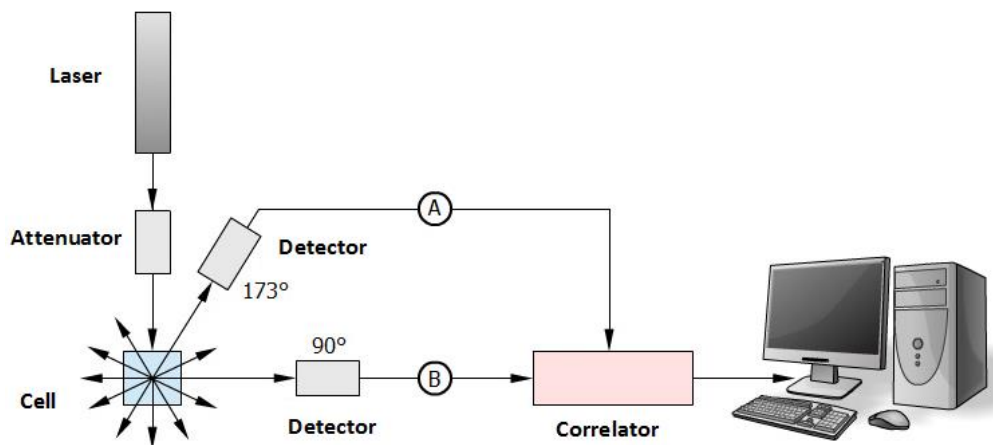 Laser
Attenuator
Detector
A
173°
90°
B
Cell
Detector
Correlator